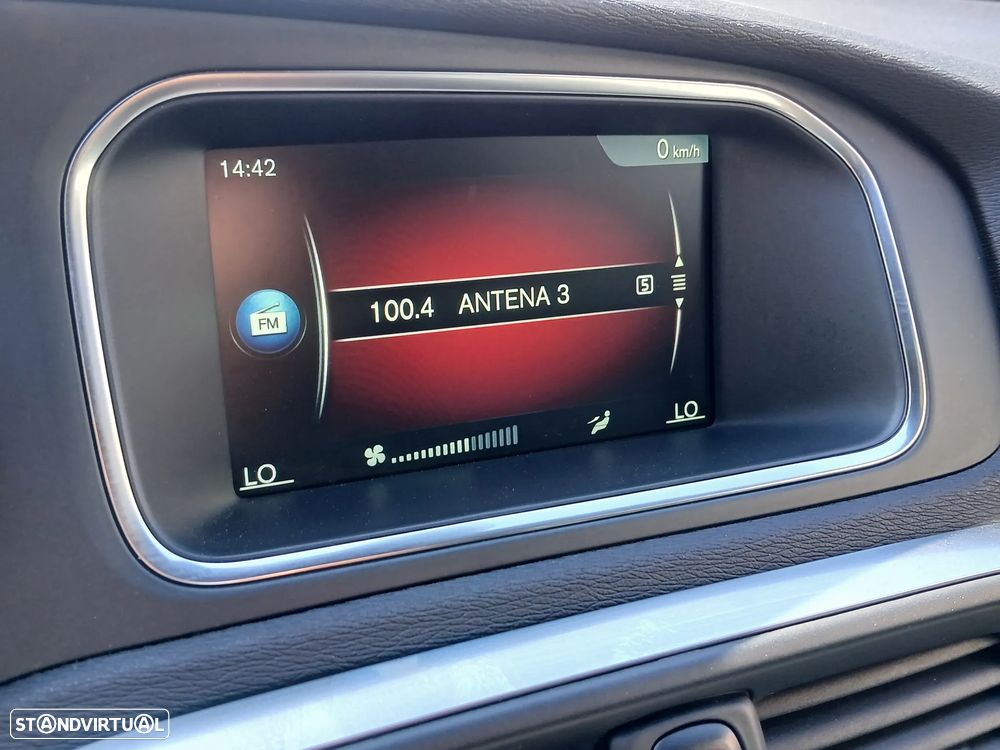 14:42
0 km/h
FM
100.4 ANTENA 3 5
LO
LO
STANDVIRTUAL